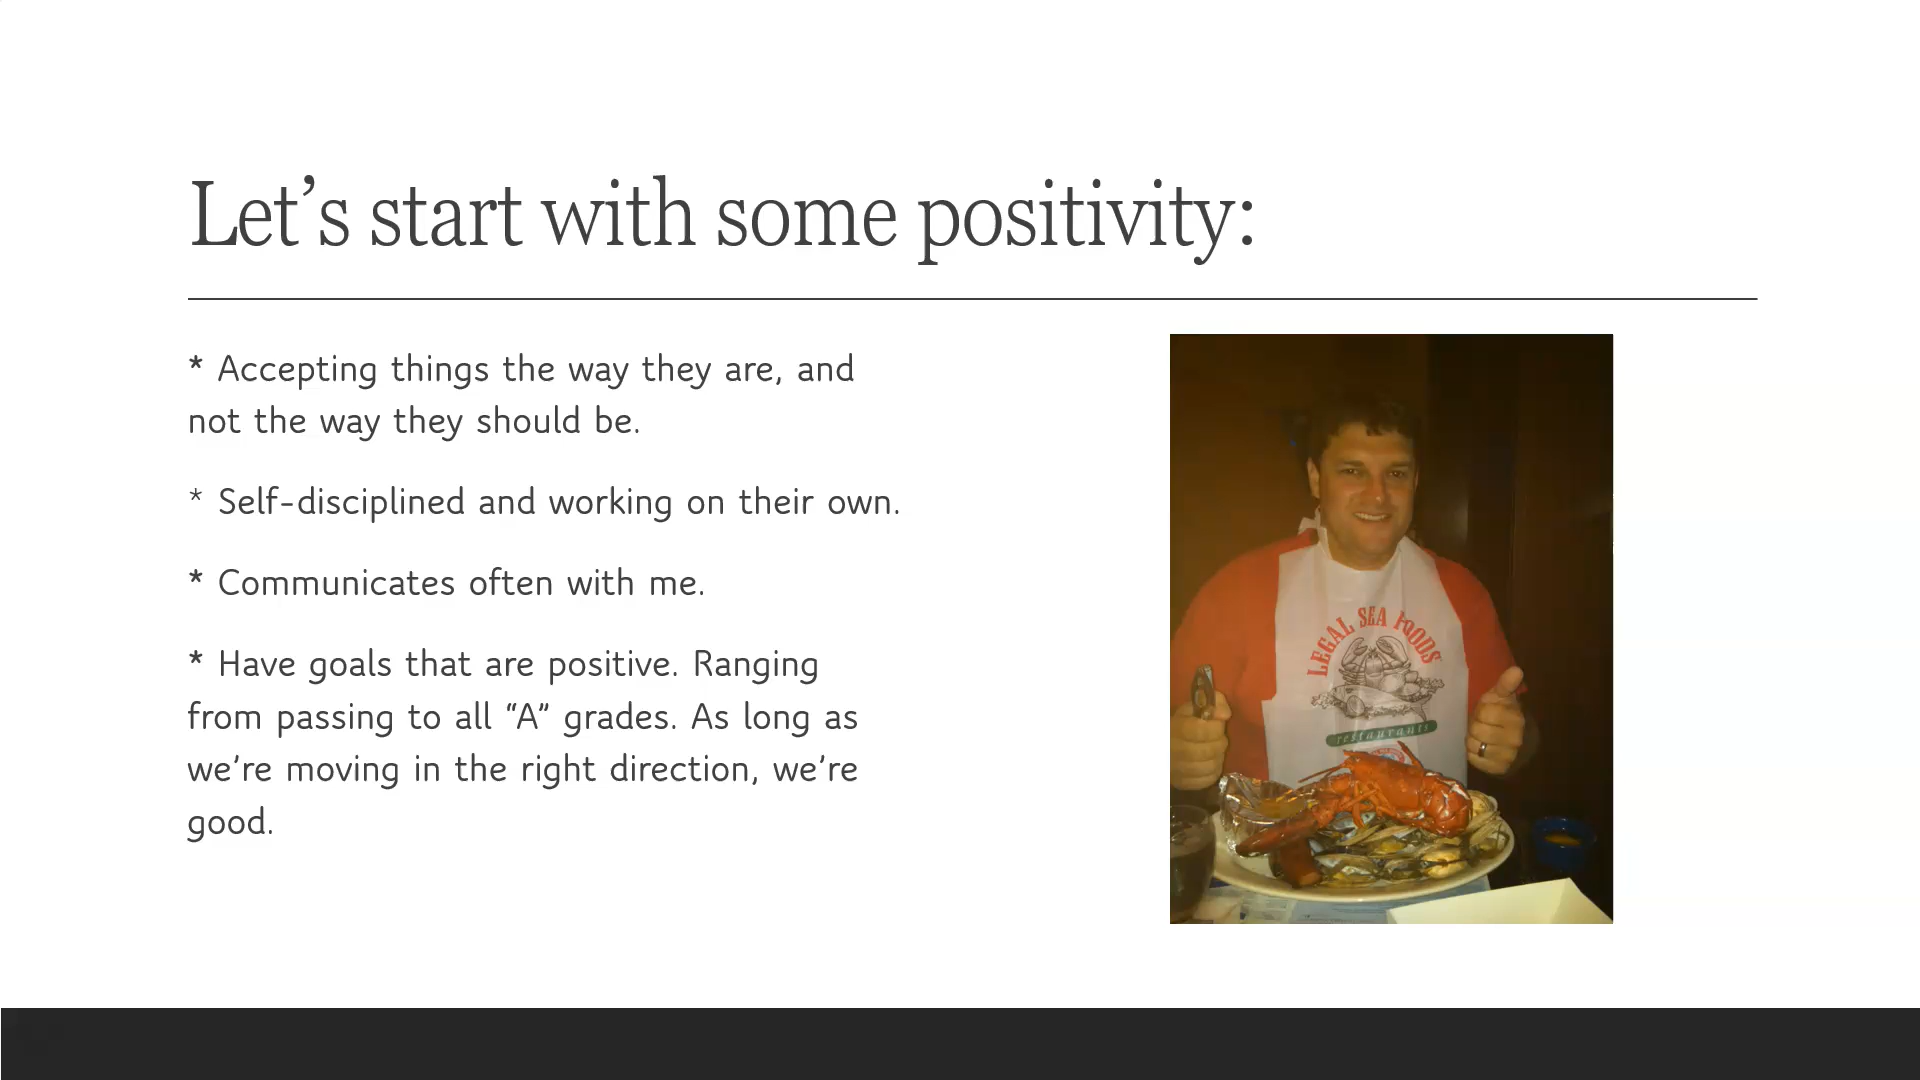 Let’s start with some positivity:
* Accepting things the way they are, and
not the way they should be.
* Self-disciplined and working on their own.
* Communicates often with me.
* Have goals that are positive. Ranging
from passing to all “A” grades. As long as
we’re moving in the right direction, we’re
good.
LEGAL SEA FOODS
restaurants